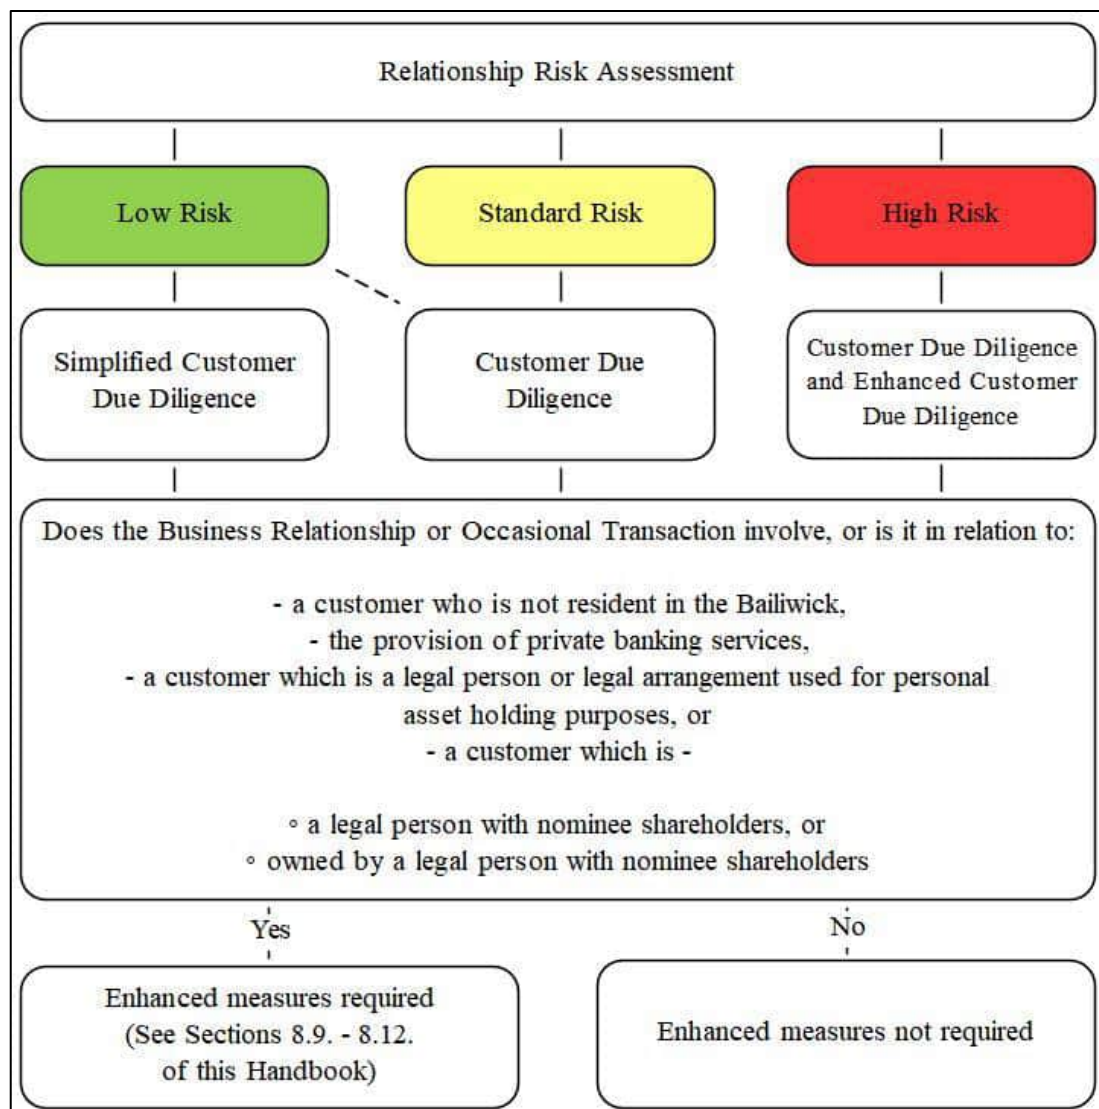 Relationship Risk Assessment
Low Risk
Standard Risk
High Risk
Simplified Customer
Due Diligence
Customer Due
Diligence
Customer Due Diligence
and Enhanced Customer
Due Diligence
Does the Business Relationship or Occasional Transaction involve, or is it in relation to:
- a customer who is not resident in the Bailiwick,
- the provision of private banking services,
- a customer which is a legal person or legal arrangement used for personal
asset holding purposes, or
- a customer which is -
◦ a legal person with nominee shareholders, or
◦ owned by a legal person with nominee shareholders
Yes
No
Enhanced measures required
(See Sections 8.9. - 8.12.
of this Handbook)
Enhanced measures not required